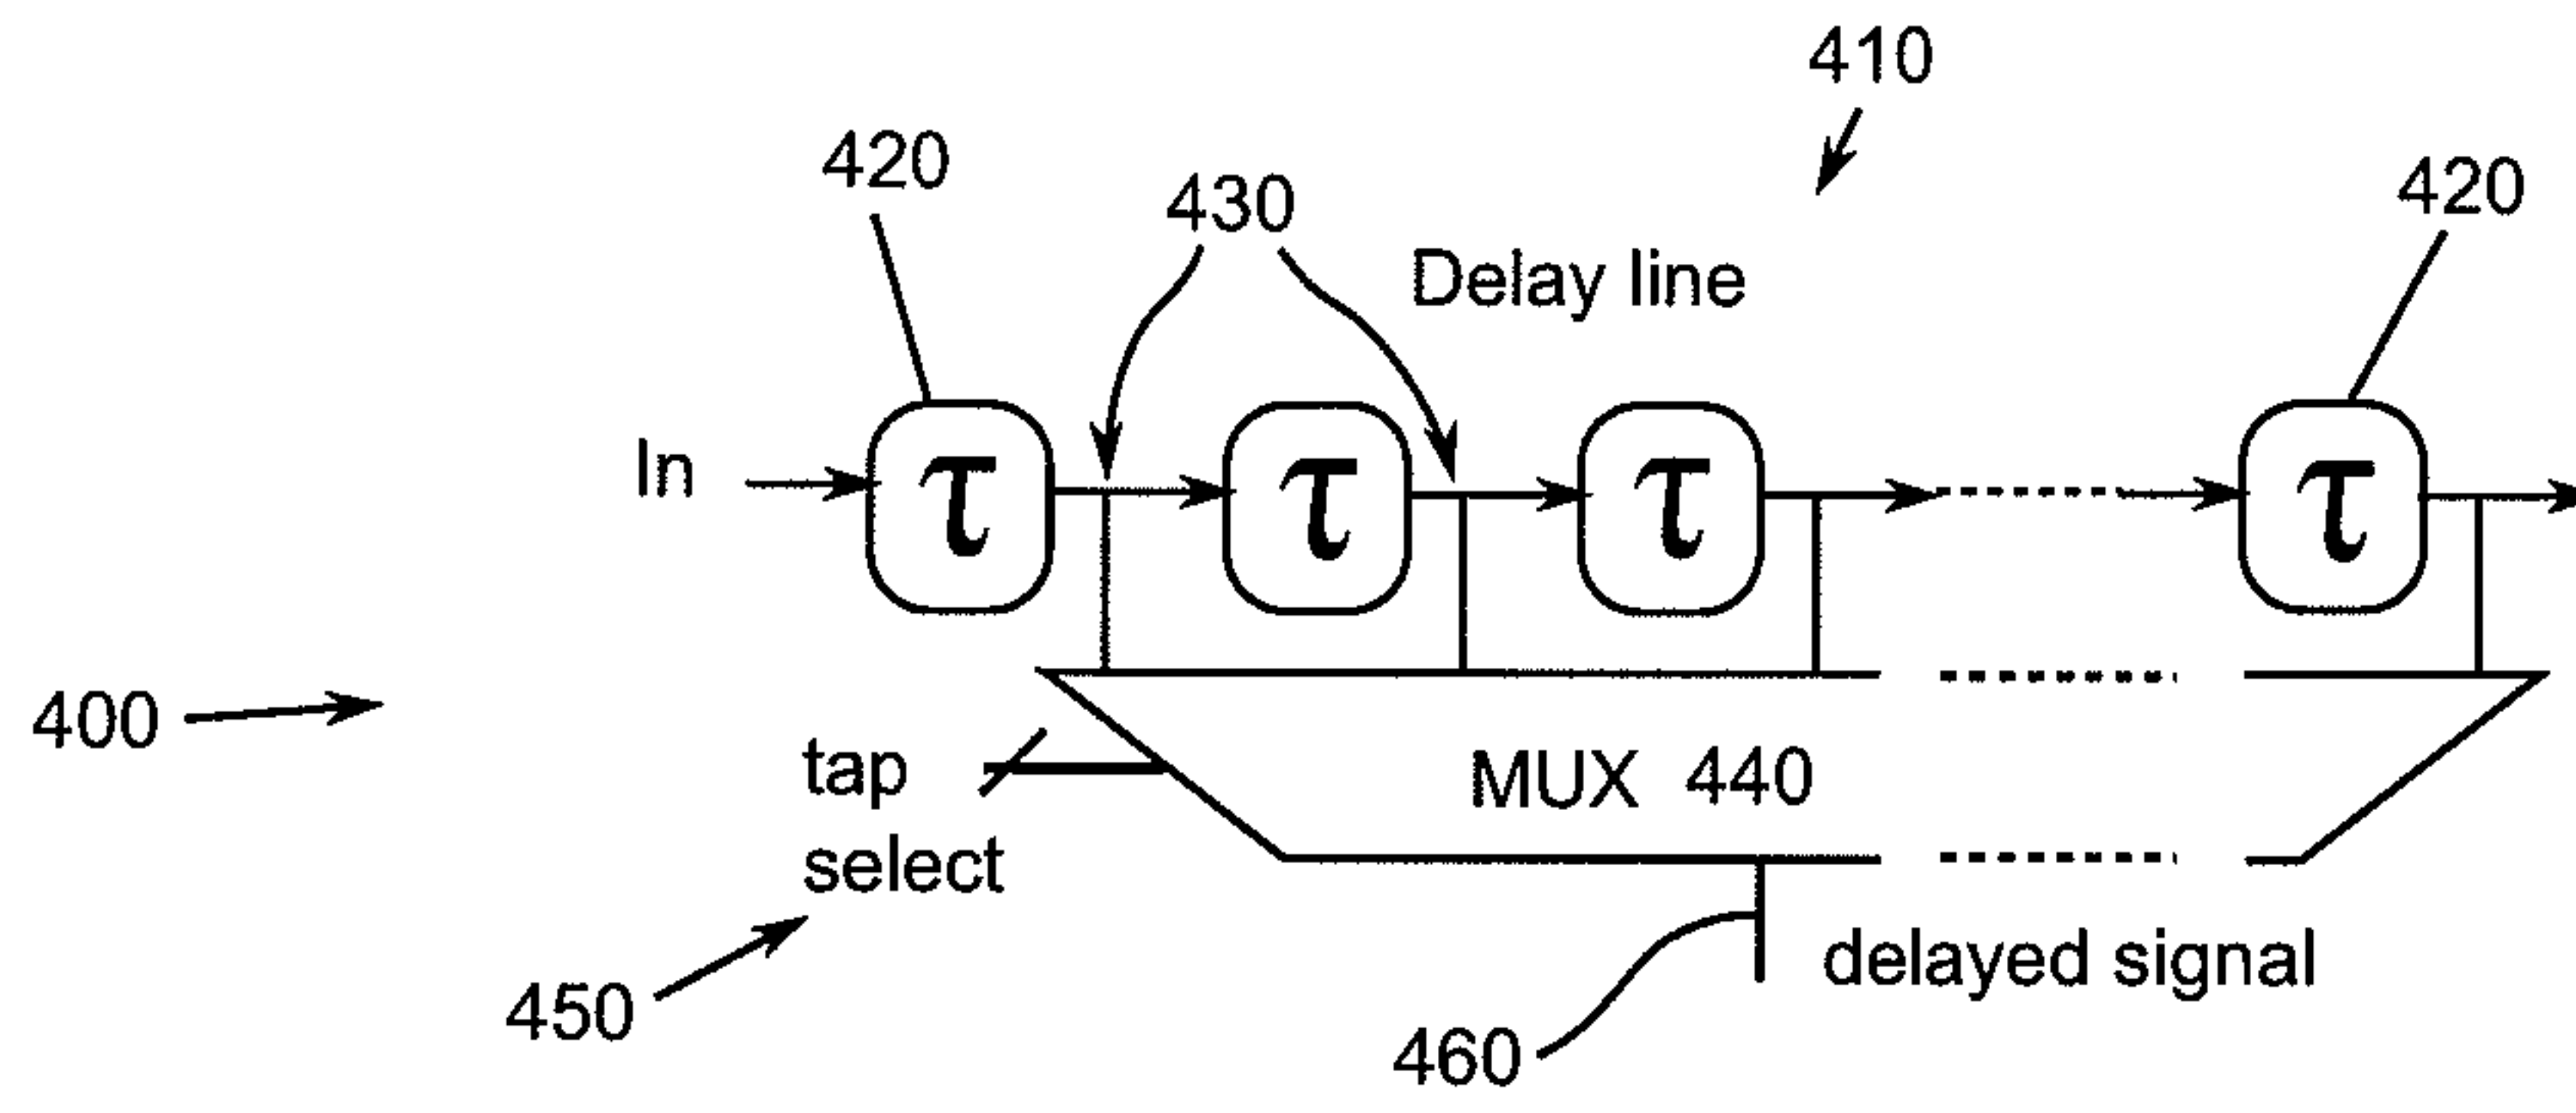 410
420
420
430
Delay line
In
τ τ τ τ
400
tap
select
MUX 440
delayed signal
450
460